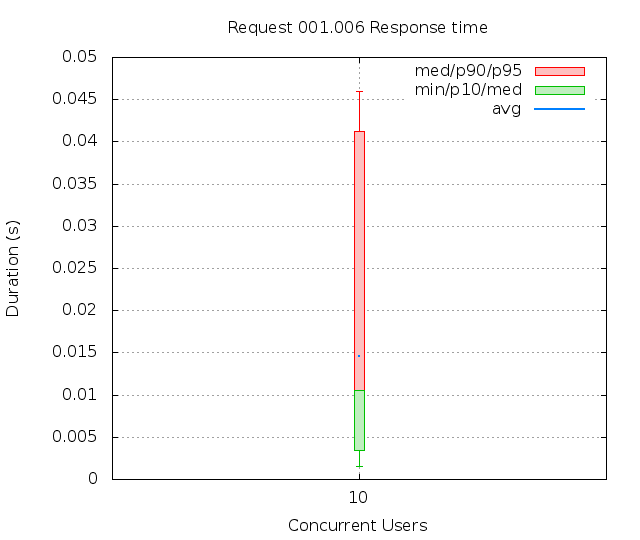 Request 001.006 Response time
0.05
0.045
0.04
0.035
0.03
0.025
0.02
0.015
0.01
0.005
0
Duration (s)
med/p90/p95
min/p10/med
avg
10
Concurrent Users